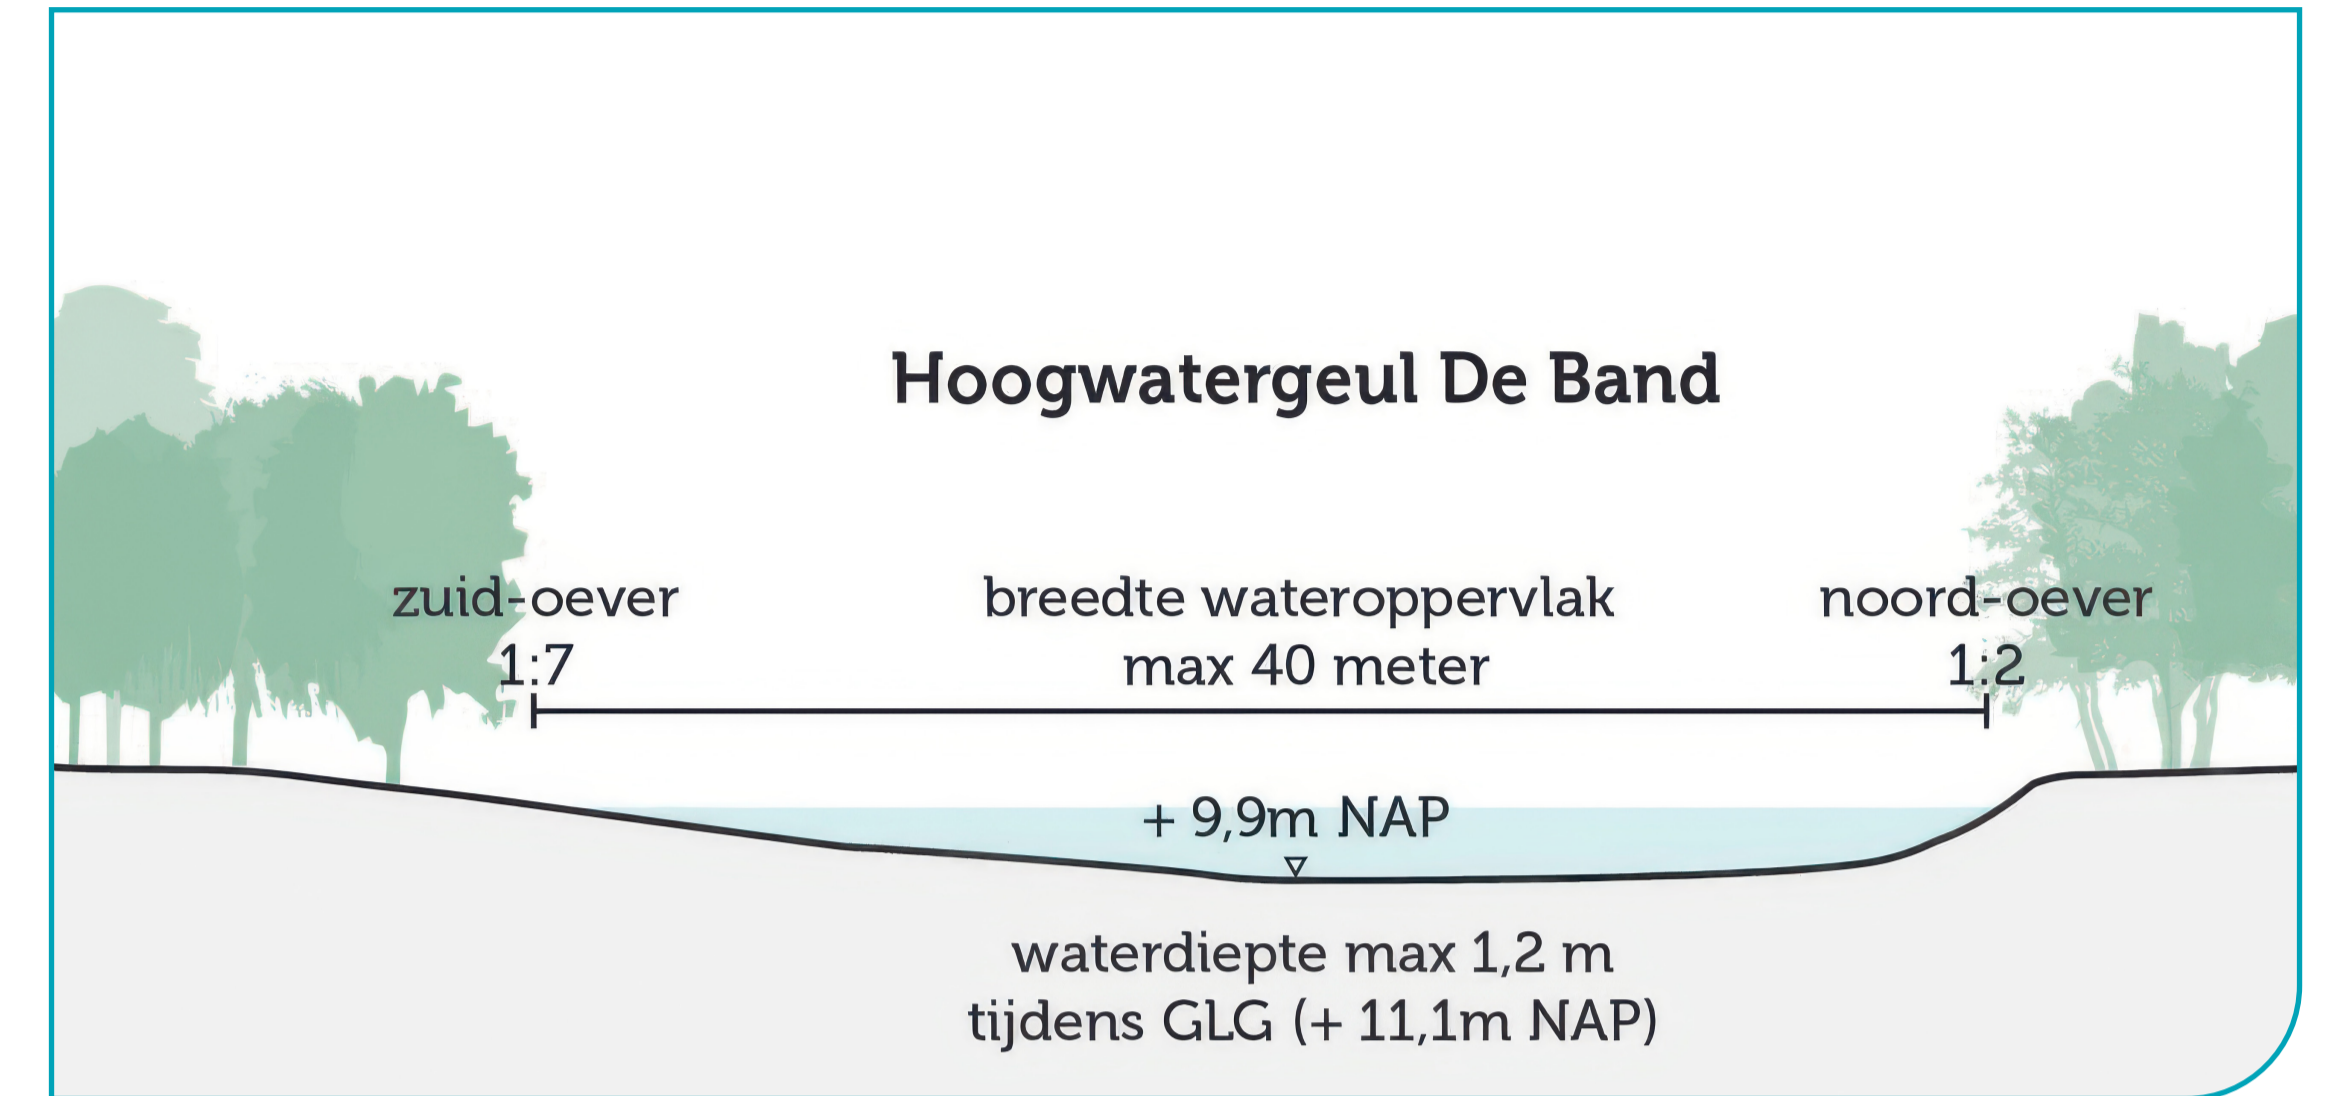 Hoogwatergeul De Band
zuid-oever
1:7
breedte wateroppervlak
max 40 meter
noord-oever
1:2
+ 9,9m NAP
waterdiepte max 1,2 m
tijdens GLG (+ 11,1m NAP)